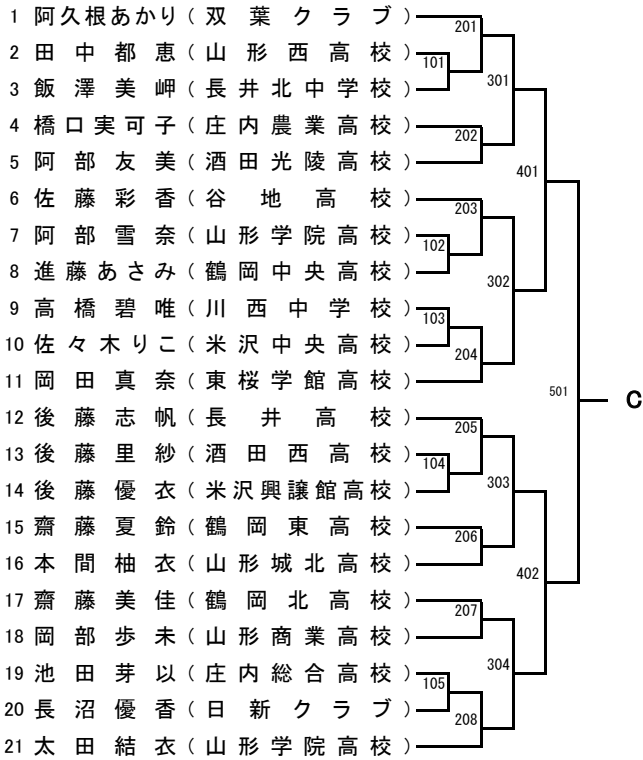 1 阿久根あかり ( 双葉クラブ )
2 田中都恵 ( 山形西高校 )
3 飯澤美岬 ( 長井北中学校 )
4 橋口実可子 ( 庄内農業高校 )
5 阿部友美 ( 酒田光陵高校 )
6 佐藤彩香 ( 谷地高校 )
7 阿部雪奈 ( 山形学院高校 )
8 進藤あさみ ( 鶴岡中央高校 )
9 高橋碧唯 ( 川西中学校 )
10 佐々木りこ ( 米沢中央高校 )
11 岡田真奈 ( 東桜学館高校 )
12 後藤志帆 ( 長井高校 )
13 後藤里紗 ( 酒田西高校 )
14 後藤優衣 ( 米沢興譲館高校 )
15 齋藤夏鈴 ( 鶴岡東高校 )
16 本間柚衣 ( 山形城北高校 )
17 齋藤美佳 ( 鶴岡北高校 )
18 岡部歩未 ( 山形商業高校 )
19 池田芽以 ( 庄内総合高校 )
20 長沼優香 ( 日新クラブ )
21 太田結衣 ( 山形学院高校 )
101
102
103
104
105
201
202
203
204
205
206
207
208
301
302
303
304
401
402
501
C